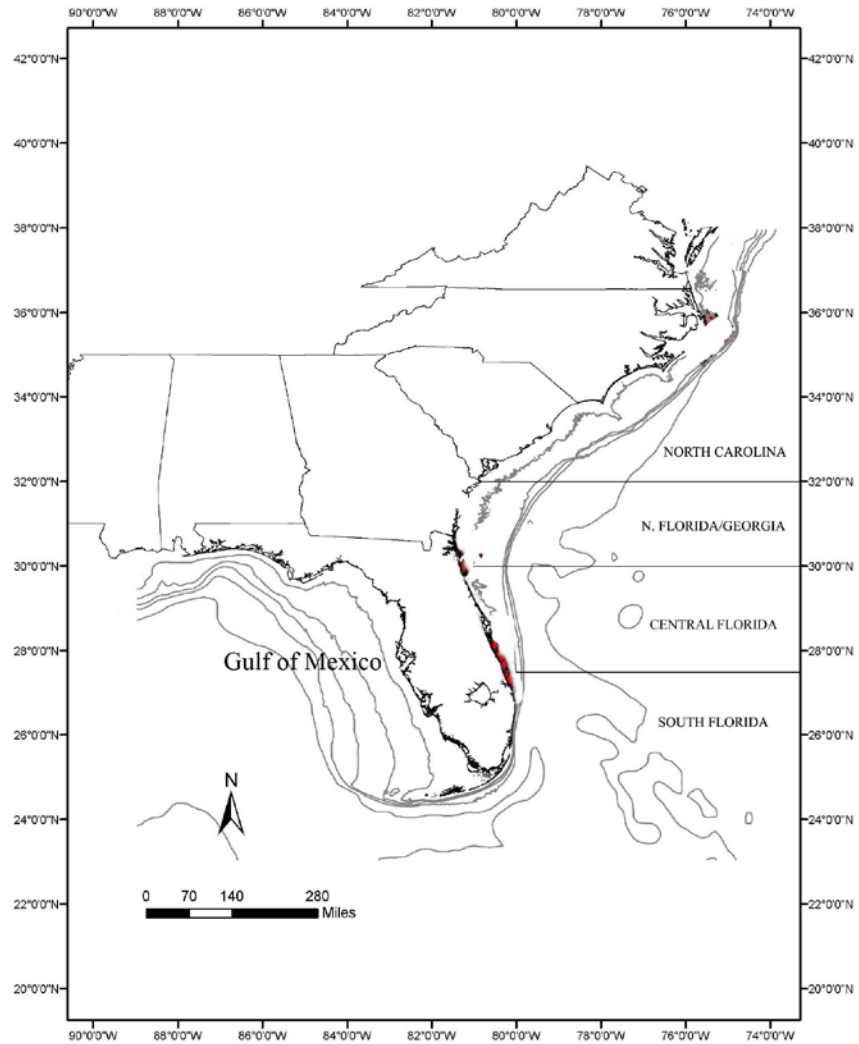 90°0'0"W 88°0'0"W 86°0'0"W 84°0'0"W 82°0'0"W 80°0'0"W 78°0'0"W 76°0'0"W 74°0'0"W
42°0'0"N 42°0'0"N
40°0'0"N 40°0'0"N
38°0'0"N 38°0'0"N
36°0'0"N 36°0'0"N
34°0'0"N 34°0'0"N
NORTH CAROLINA
32°0'0"N 32°0'0"N
N. FLORIDA/GEORGIA
30°0'0"N 30°0'0"N
CENTRAL FLORIDA
28°0'0"N 28°0'0"N
Gulf of Mexico
SOUTH FLORIDA
26°0'0"N 26°0'0"N
N
24°0'0"N 24°0'0"N
22°0'0"N 22°0'0"N
0 70 140 280
Miles
20°0'0"N 20°0'0"N
90°0'0"W 88°0'0"W 86°0'0"W 84°0'0"W 82°0'0"W 80°0'0"W 78°0'0"W 76°0'0"W 74°0'0"W